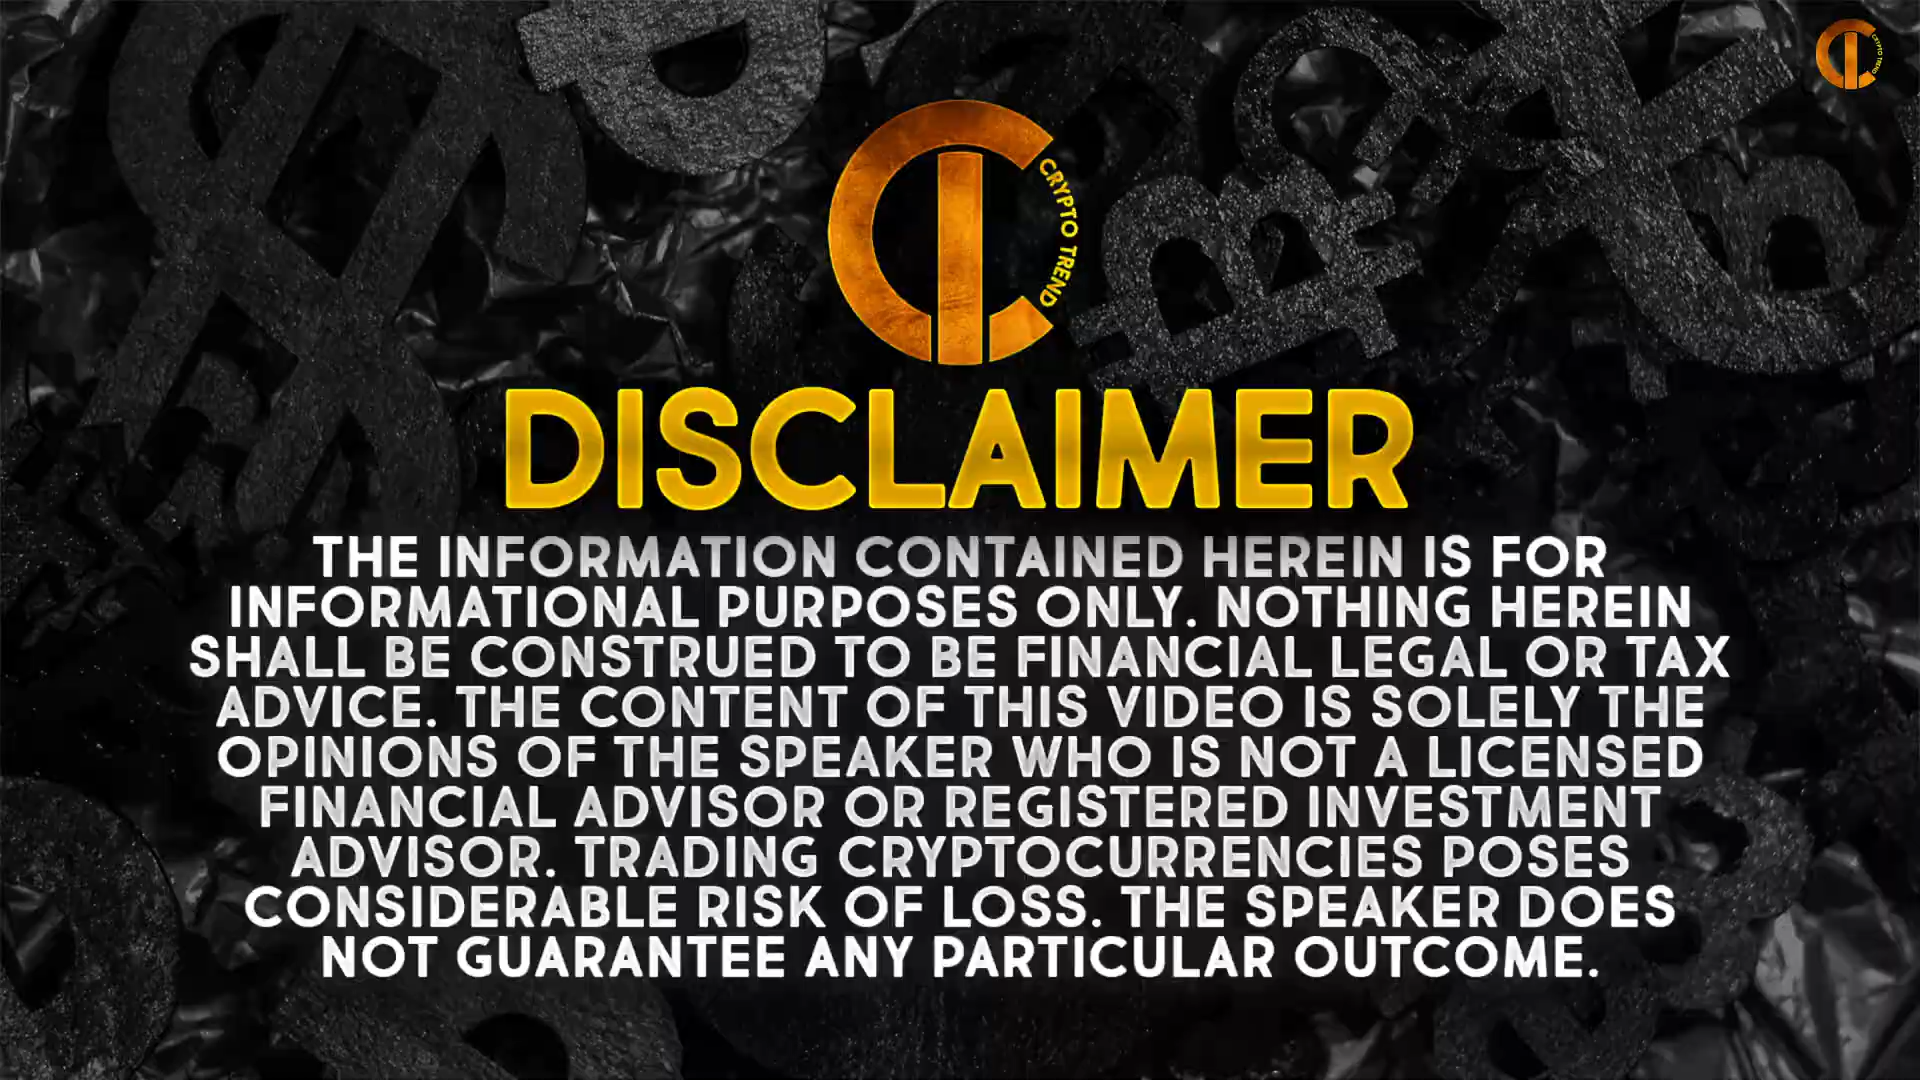 CRYPTO TREND
CRYPTO TREND
DISCLAIMER
THE INFORMATION CONTAINED HEREIN IS FOR
INFORMATIONAL PURPOSES ONLY. NOTHING HEREIN
SHALL BE CONSTRUED TO BE FINANCIAL LEGAL OR TAX
ADVICE. THE CONTENT OF THIS VIDEO IS SOLELY THE
OPINIONS OF THE SPEAKER WHO IS NOT A LICENSED
FINANCIAL ADVISOR OR REGISTERED INVESTMENT
ADVISOR. TRADING CRYPTOCURRENCIES POSES
CONSIDERABLE RISK OF LOSS. THE SPEAKER DOES
NOT GUARANTEE ANY PARTICULAR OUTCOME.